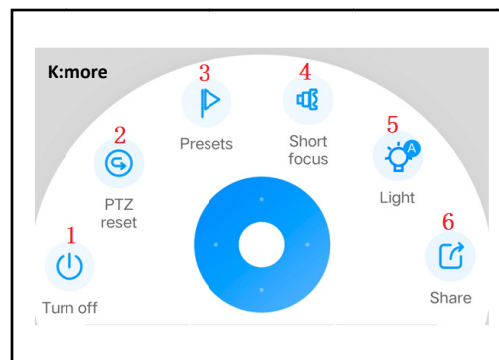 K:more
1
Turn off
2
PTZ
reset
3
Presets
4
Short
focus
5
A
Light
6
Share